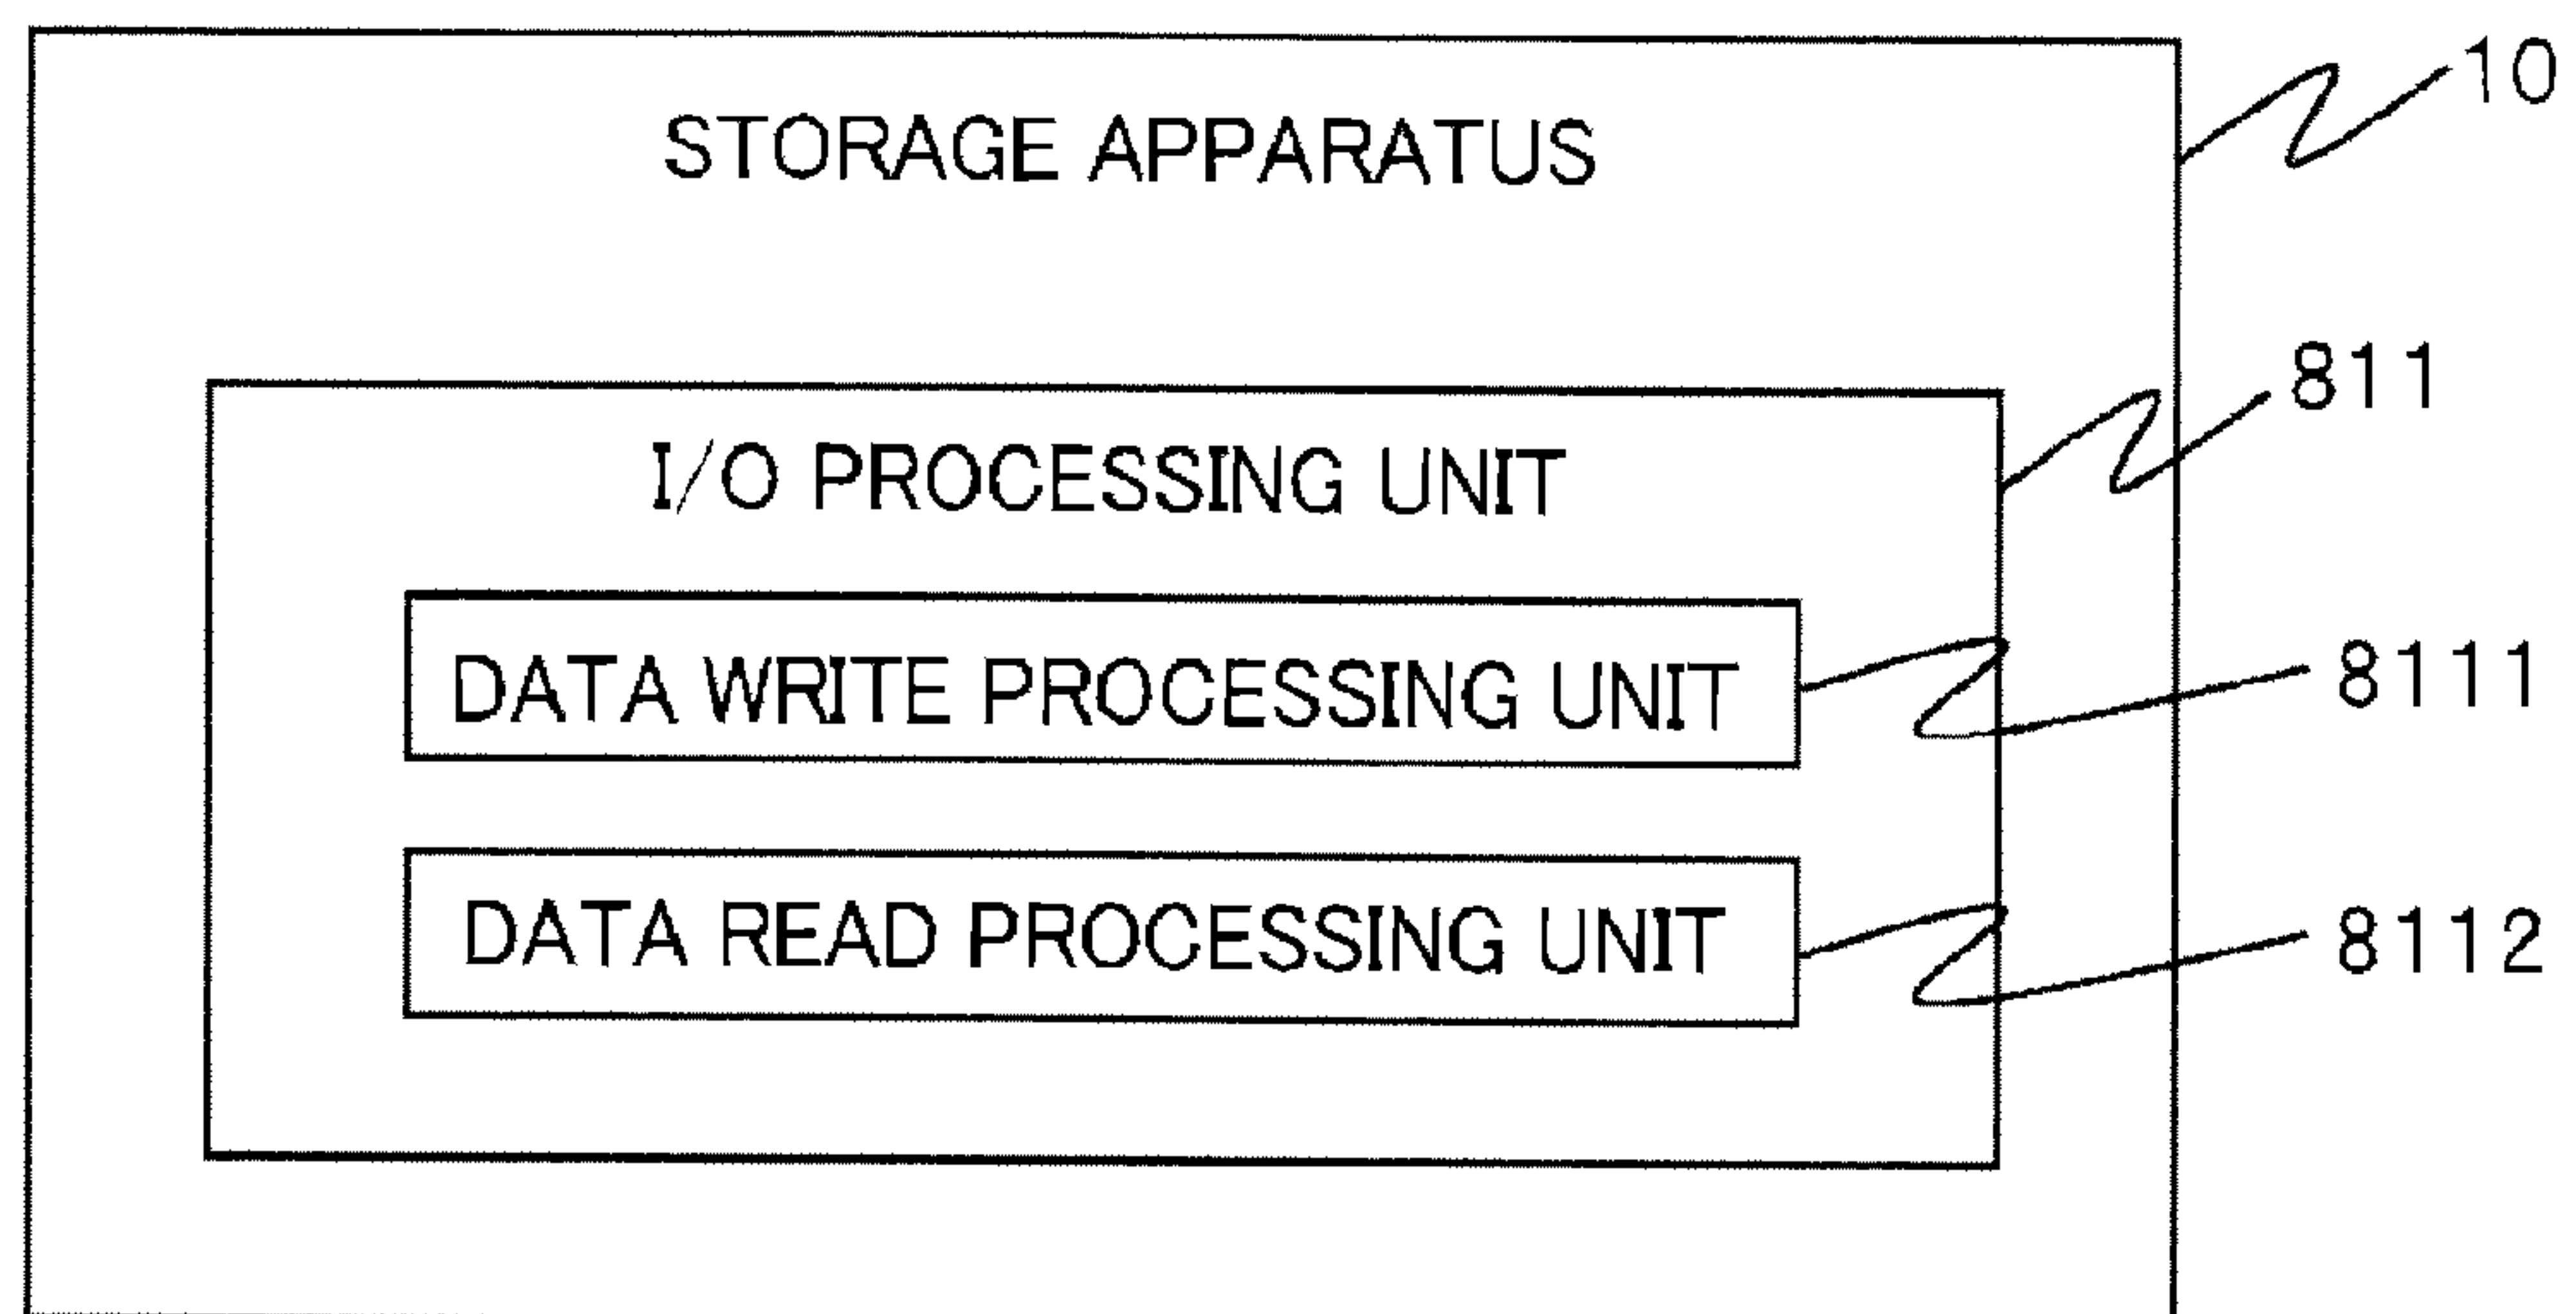 STORAGE APPARATUS
10
I/O PROCESSING UNIT
811
DATA WRITE PROCESSING UNIT
8111
DATA READ PROCESSING UNIT
8112